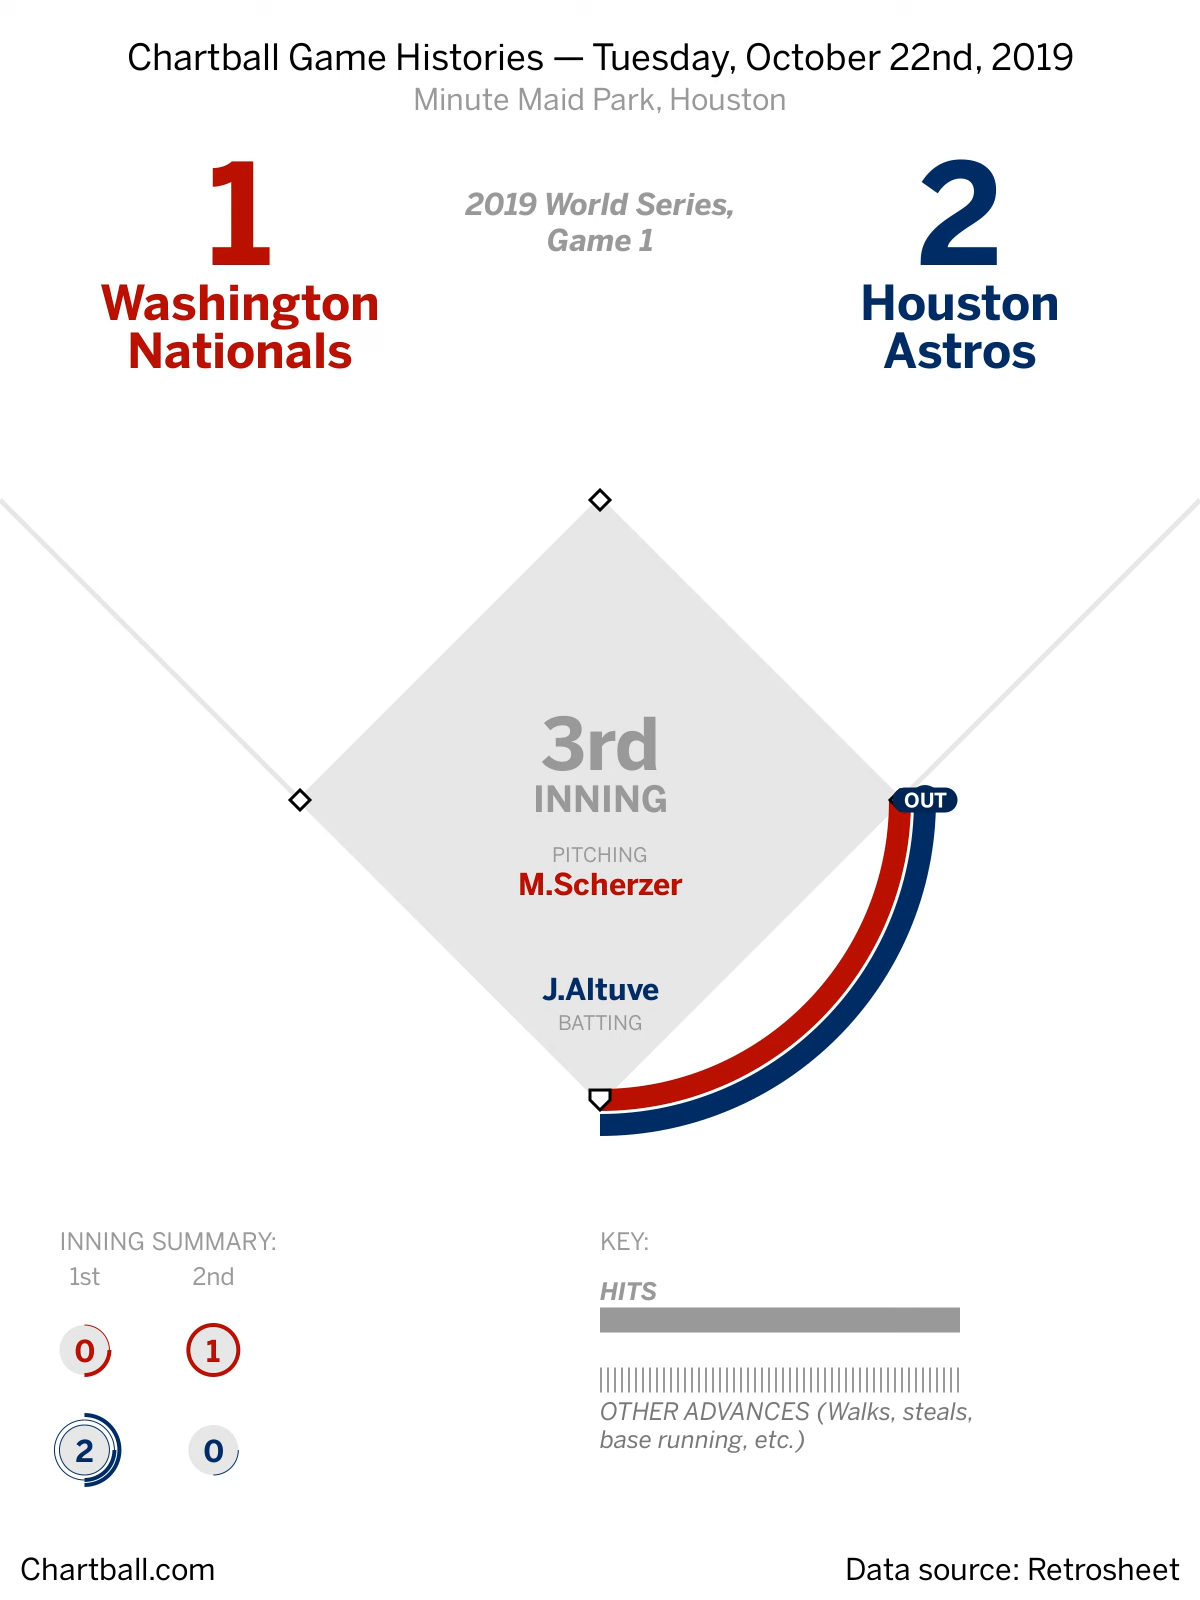 Chartball Game Histories — Tuesday, October 22nd, 2019
Minute Maid Park, Houston
1
Washington
Nationals
2019 World Series,
Game 1
2
Houston
Astros
3rd
INNING
OUT
PITCHING
M.Scherzer
J.Altuve
BATTING
INNING SUMMARY:
1st 2nd
0 1
2 0
KEY:
HITS
OTHER ADVANCES (Walks, steals,
base running, etc.)
Chartball.com
Data source: Retrosheet